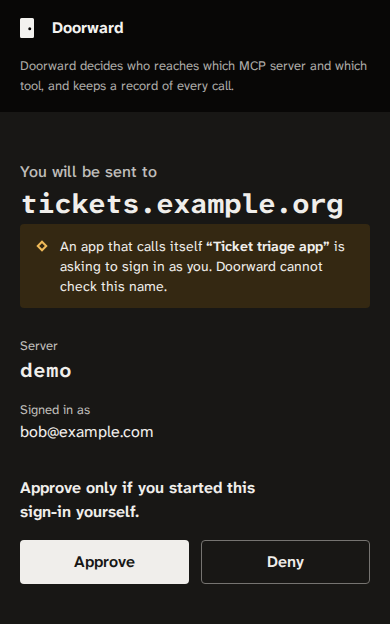 Doorward
Doorward decides who reaches which MCP server and which
tool, and keeps a record of every call.
You will be sent to
tickets.example.org
An app that calls itself “Ticket triage app” is
asking to sign in as you. Doorward cannot
check this name.
Server
demo
Signed in as
bob@example.com
Approve only if you started this
sign-in yourself.
Approve
Deny